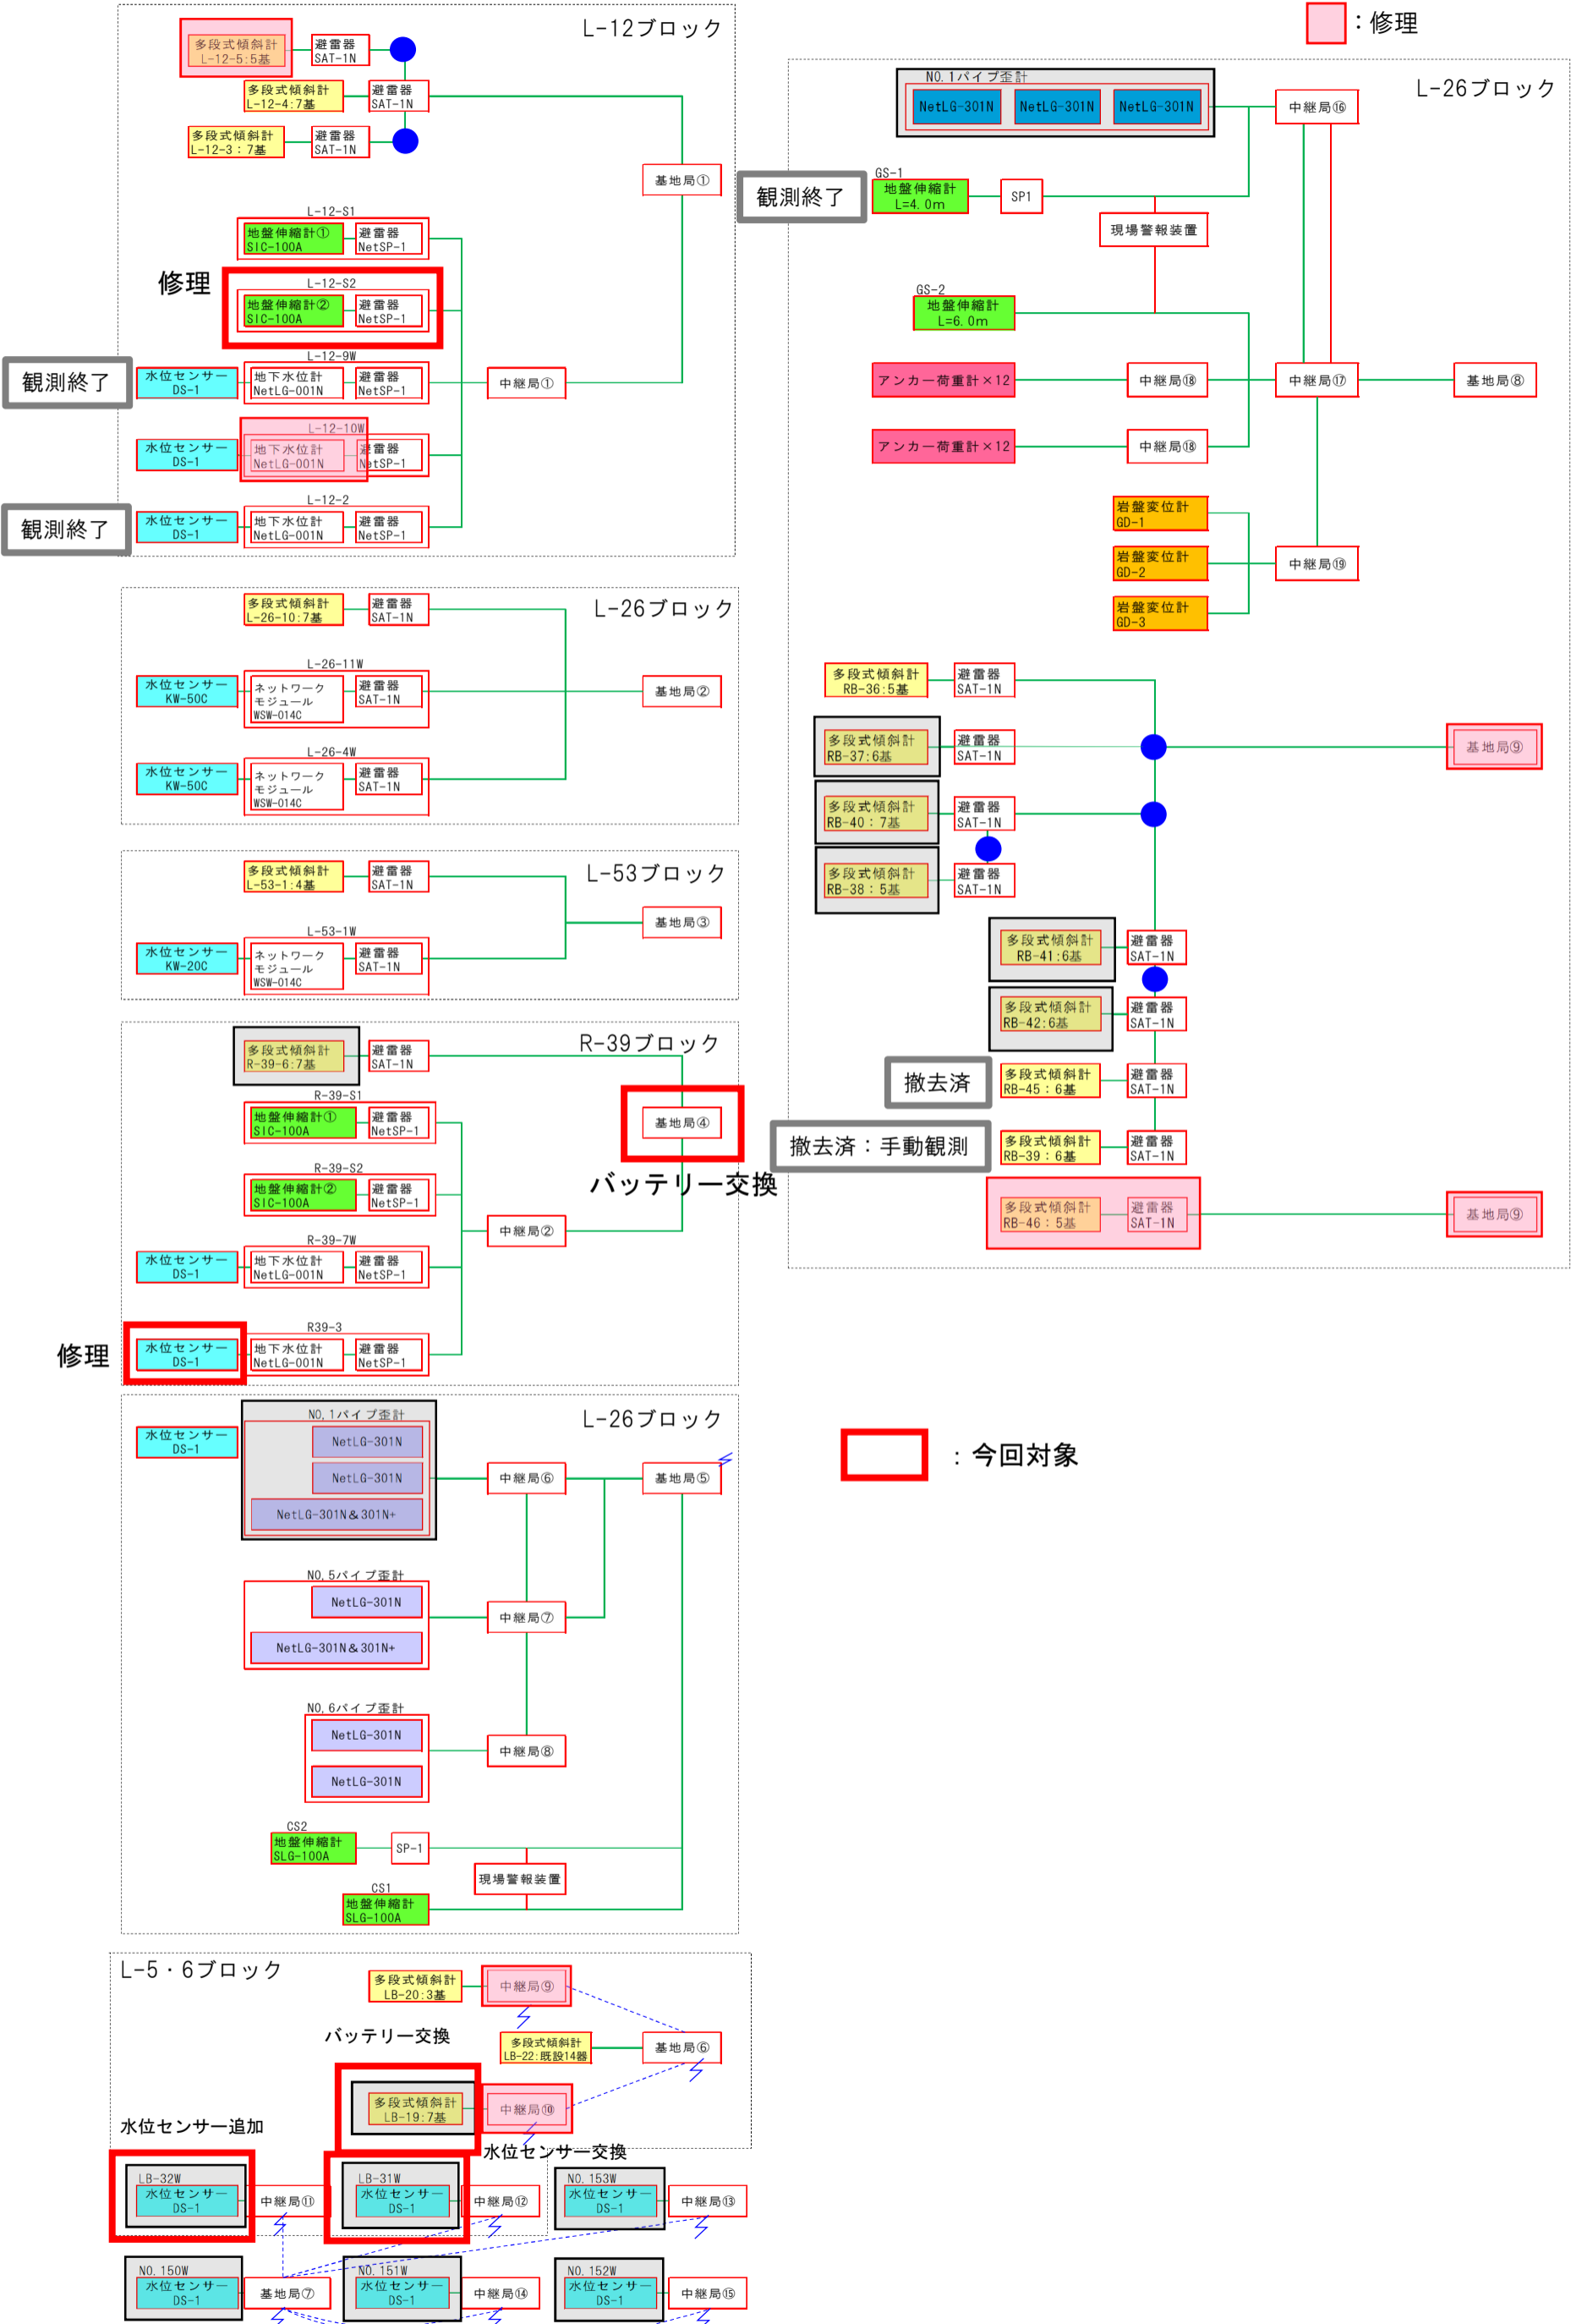 L-12ブロック
多段式傾斜計
L-12-5:5基
避雷器
SAT-1N
多段式傾斜計
L-12-4:7基
避雷器
SAT-1N
多段式傾斜計
L-12-3：7基
避雷器
SAT-1N
基地局①
L-12-S1
地盤伸縮計①
SIC-100A
避雷器
NetSP-1
修理
L-12-S2
地盤伸縮計②
SIC-100A
避雷器
NetSP-1
観測終了
水位センサー
DS-1
L-12-9W
地下水位計
NetLG-001N
避雷器
NetSP-1
中継局①
水位センサー
DS-1
L-12-10W
地下水位計
NetLG-001N
避雷器
NetSP-1
観測終了
水位センサー
DS-1
L-12-2
地下水位計
NetLG-001N
避雷器
NetSP-1
L-26ブロック
多段式傾斜計
L-26-10:7基
避雷器
SAT-1N
水位センサー
KW-50C
L-26-11W
ネットワーク
モジュール
WSW-014C
避雷器
SAT-1N
基地局②
水位センサー
KW-50C
L-26-4W
ネットワーク
モジュール
WSW-014C
避雷器
SAT-1N
L-53ブロック
多段式傾斜計
L-53-1:4基
避雷器
SAT-1N
基地局③
水位センサー
KW-20C
L-53-1W
ネットワーク
モジュール
WSW-014C
避雷器
SAT-1N
R-39ブロック
多段式傾斜計
R-39-6:7基
避雷器
SAT-1N
基地局④
バッテリー交換
R-39-S1
地盤伸縮計①
SIC-100A
避雷器
NetSP-1
R-39-S2
地盤伸縮計②
SIC-100A
避雷器
NetSP-1
中継局②
水位センサー
DS-1
R-39-7W
地下水位計
NetLG-001N
避雷器
NetSP-1
修理
水位センサー
DS-1
R39-3
地下水位計
NetLG-001N
避雷器
NetSP-1
L-26ブロック
水位センサー
DS-1
NO,1パイプ歪計
NetLG-301N
NetLG-301N
NetLG-301N＆301N+
中継局⑥
基地局⑤
NO,5パイプ歪計
NetLG-301N
NetLG-301N＆301N+
中継局⑦
NO,6パイプ歪計
NetLG-301N
NetLG-301N
中継局⑧
CS2
地盤伸縮計
SLG-100A
SP-1
現場警報装置
CS1
地盤伸縮計
SLG-100A
L-5・6ブロック
多段式傾斜計
LB-20:3基
中継局⑨
多段式傾斜計
LB-22:既設14器
基地局⑥
バッテリー交換
多段式傾斜計
LB-19:7基
中継局⑩
水位センサー追加
LB-32W
水位センサー
DS-1
中継局⑪
水位センサー交換
LB-31W
水位センサー
DS-1
中継局⑫
NO.153W
水位センサー
DS-1
中継局⑬
NO.150W
水位センサー
DS-1
基地局⑦
NO.151W
水位センサー
DS-1
中継局⑭
NO.152W
水位センサー
DS-1
中継局⑮
：修理
L-26ブロック
NO.1パイプ歪計
NetLG-301N
NetLG-301N
NetLG-301N
中継局⑯
観測終了
GS-1
地盤伸縮計
L=4.0m
SP1
現場警報装置
GS-2
地盤伸縮計
L=6.0m
アンカー荷重計×12
中継局⑱
中継局⑰
基地局⑧
アンカー荷重計×12
中継局⑱
岩盤変位計
GD-1
岩盤変位計
GD-2
岩盤変位計
GD-3
中継局⑲
多段式傾斜計
RB-36:5基
避雷器
SAT-1N
多段式傾斜計
RB-37:6基
避雷器
SAT-1N
基地局⑨
多段式傾斜計
RB-40：7基
避雷器
SAT-1N
多段式傾斜計
RB-38：5基
避雷器
SAT-1N
多段式傾斜計
RB-41:6基
避雷器
SAT-1N
多段式傾斜計
RB-42:6基
避雷器
SAT-1N
撤去済
多段式傾斜計
RB-45：6基
避雷器
SAT-1N
撤去済：手動観測
多段式傾斜計
RB-39：6基
避雷器
SAT-1N
多段式傾斜計
RB-46：5基
避雷器
SAT-1N
基地局⑨
：今回対象